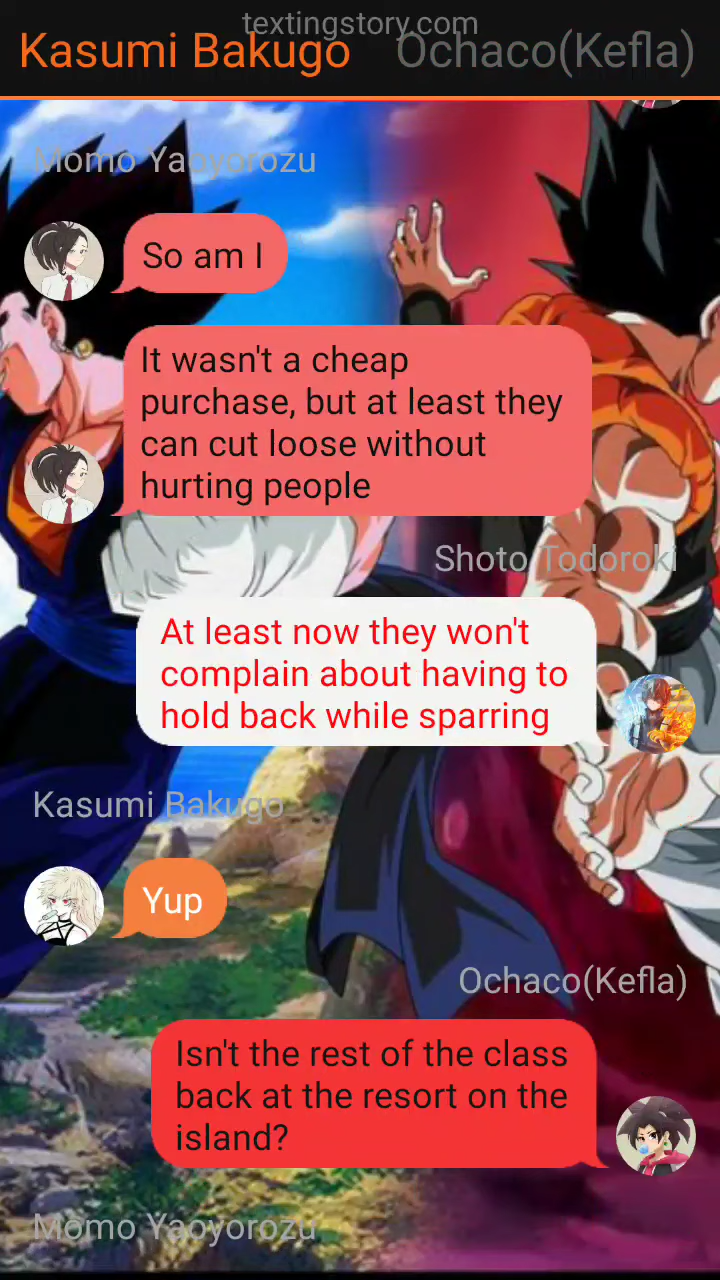 textingstory.com
Kasumi Bakugo
Ochaco(Kefla)
Momo Yaoyorozu
So am I
It wasn't a cheap
purchase, but at least they
can cut loose without
hurting people
Shoto Todoroki
At least now they won't
complain about having to
hold back while sparring
Kasumi Bakugo
Yup
Ochaco(Kefla)
Isn't the rest of the class
back at the resort on the
island?
Momo Yaoyorozu